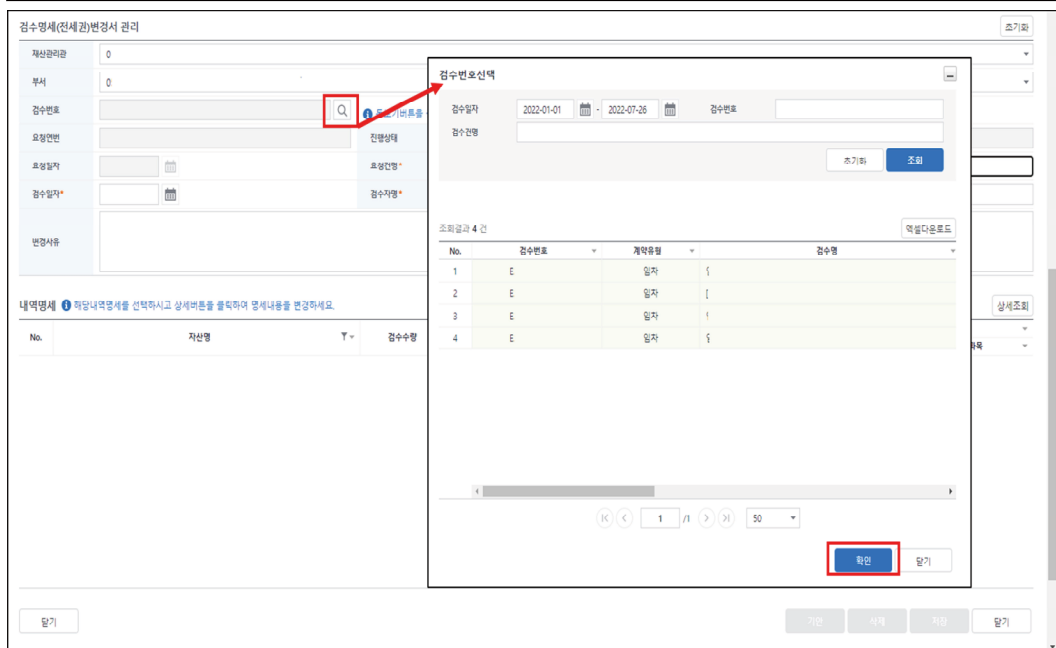 검수명세(전세권)변경서 관리
초기화
재산관리관 0
부서 0
검수번호
요청연번 진행상태
요청일자 요청건명*
검수일자* 검수자명*
변경사유
내역명세 해당내역명세를 선택하시고 상세버튼을 클릭하여 명세내용을 변경하세요.
상세조회
No. 자산명 검수수량
검수번호선택
검수일자 2022-01-01 - 2022-07-26 검수번호
검수건명
초기화 조회
조회결과 4 건
엑셀다운로드
No. 검수번호 계약유형 검수명
1 E 임차
2 E 임차
3 E 임차
4 E 임차
1 /1 50
확인 닫기
닫기
기안 삭제 저장 닫기